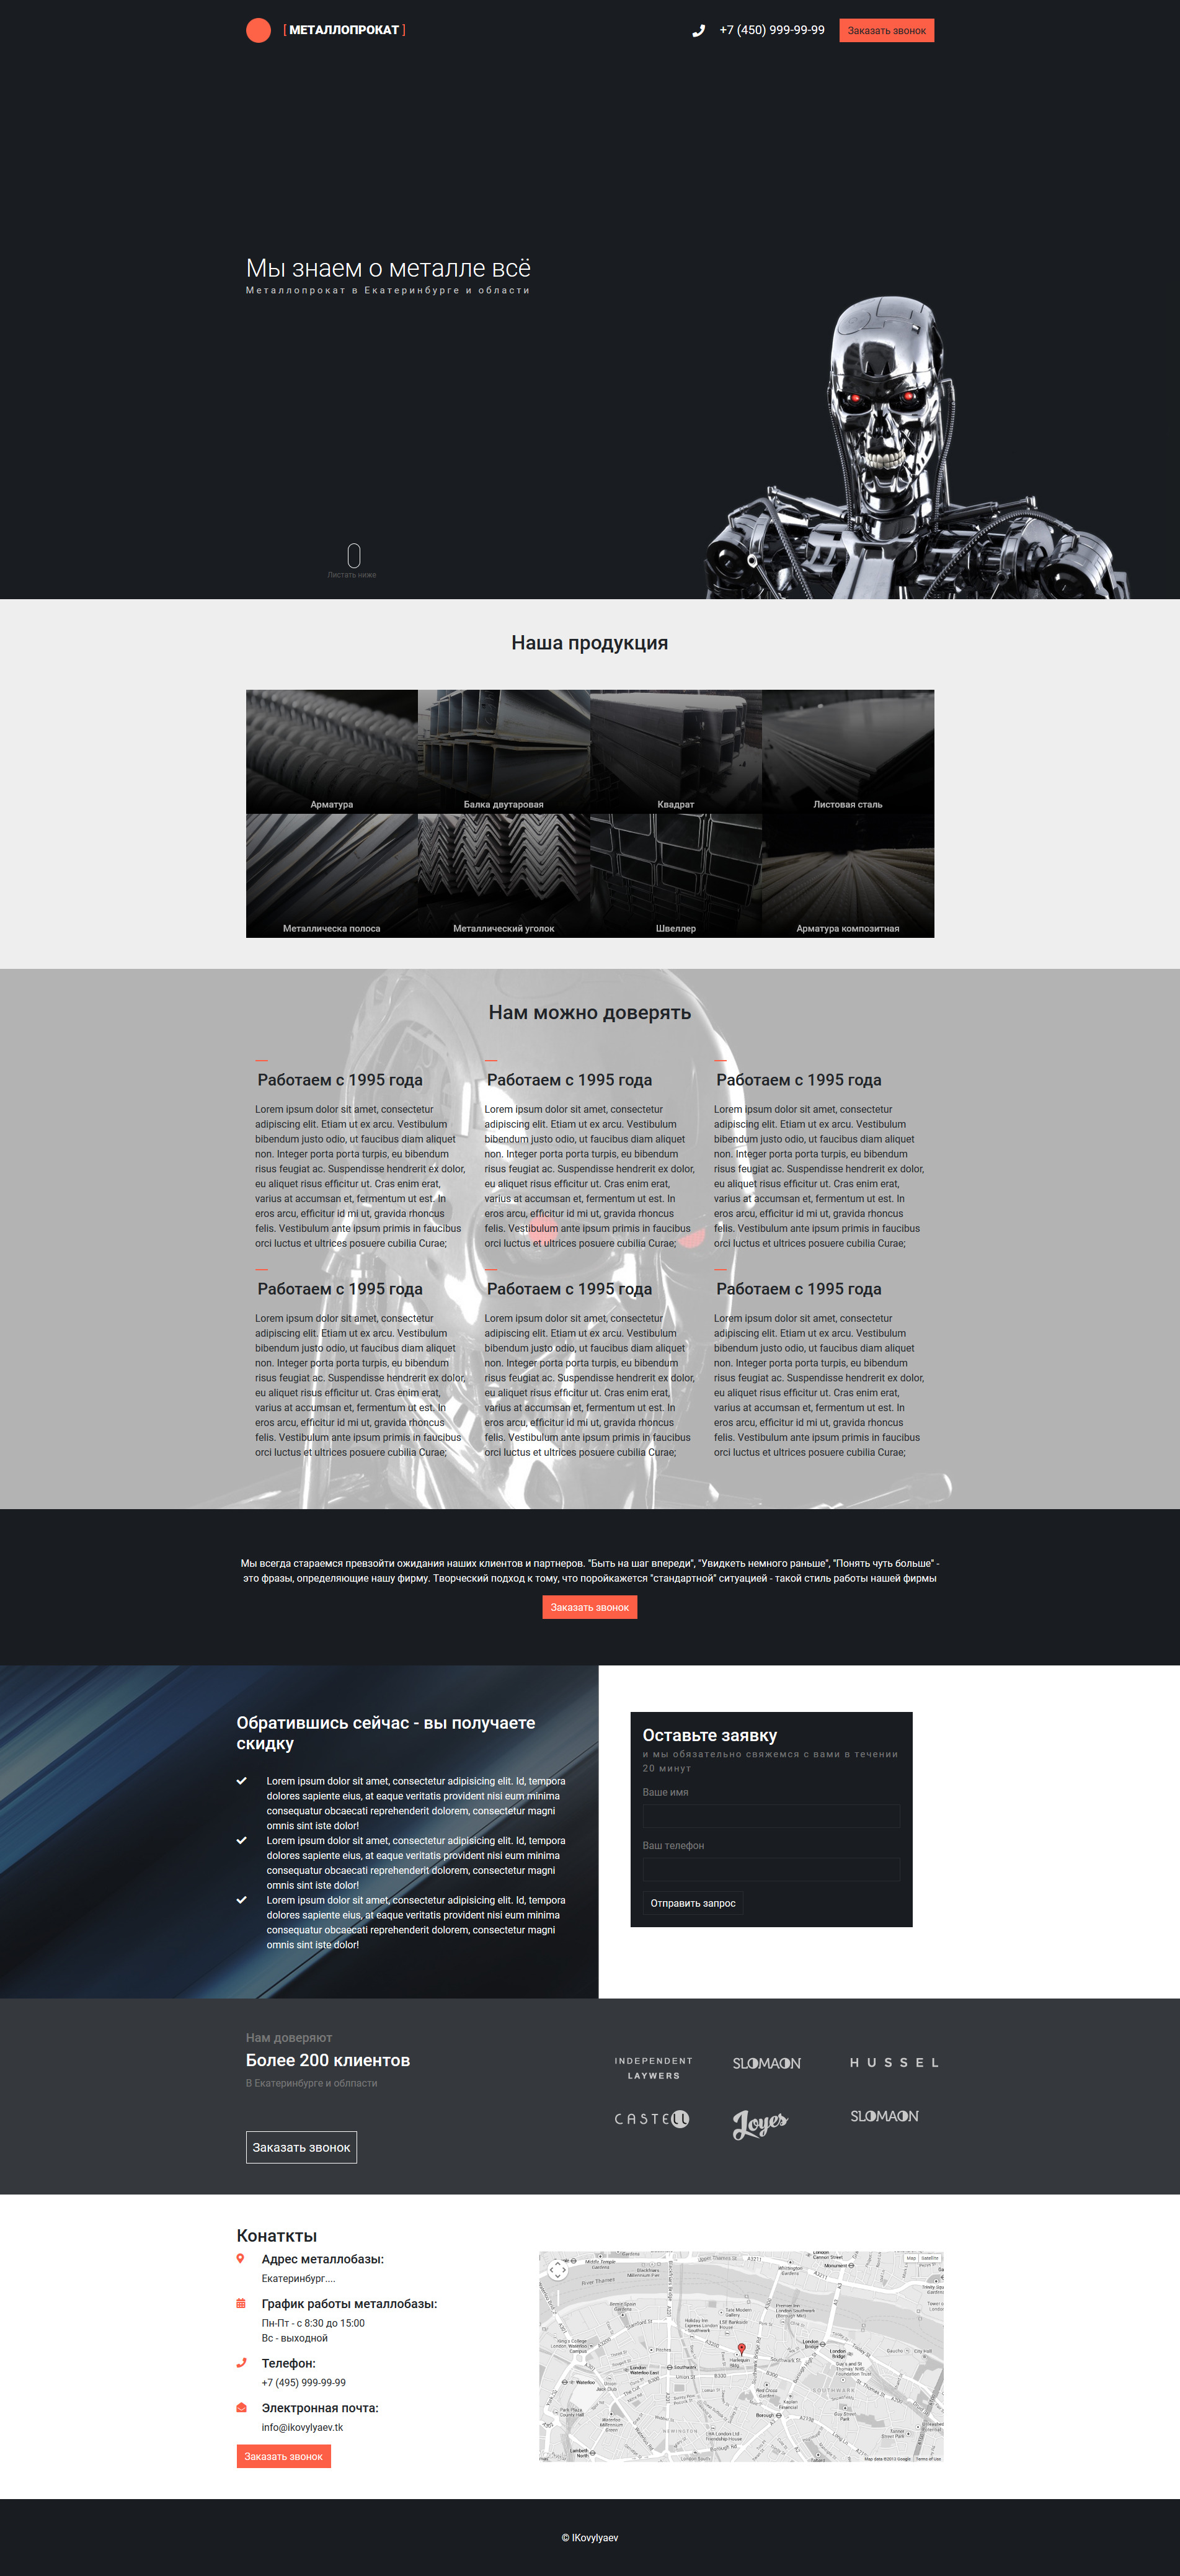 [ МЕТАЛЛОПРОКАТ ]
+7 (450) 999-99-99
Заказать звонок
Мы знаем о металле всё
Металлопрокат в Екатеринбурге и области
Листать ниже
Наша продукция
Арматура
Балка двутаровая
Квадрат
Листовая сталь
Металлическа полоса
Металлический уголок
Швеллер
Арматура композитная
Нам можно доверять
Работаем с 1995 года
Lorem ipsum dolor sit amet, consectetur
adipiscing elit. Etiam ut ex arcu. Vestibulum
bibendum justo odio, ut faucibus diam aliquet
non. Integer porta porta turpis, eu bibendum
risus feugiat ac. Suspendisse hendrerit ex dolor,
eu aliquet risus efficitur ut. Cras enim erat,
varius at accumsan et, fermentum ut est. In
eros arcu, efficitur id mi ut, gravida rhoncus
felis. Vestibulum ante ipsum primis in faucibus
orci luctus et ultrices posuere cubilia Curae;
Работаем с 1995 года
Lorem ipsum dolor sit amet, consectetur
adipiscing elit. Etiam ut ex arcu. Vestibulum
bibendum justo odio, ut faucibus diam aliquet
non. Integer porta porta turpis, eu bibendum
risus feugiat ac. Suspendisse hendrerit ex dolor,
eu aliquet risus efficitur ut. Cras enim erat,
varius at accumsan et, fermentum ut est. In
eros arcu, efficitur id mi ut, gravida rhoncus
felis. Vestibulum ante ipsum primis in faucibus
orci luctus et ultrices posuere cubilia Curae;
Работаем с 1995 года
Lorem ipsum dolor sit amet, consectetur
adipiscing elit. Etiam ut ex arcu. Vestibulum
bibendum justo odio, ut faucibus diam aliquet
non. Integer porta porta turpis, eu bibendum
risus feugiat ac. Suspendisse hendrerit ex dolor,
eu aliquet risus efficitur ut. Cras enim erat,
varius at accumsan et, fermentum ut est. In
eros arcu, efficitur id mi ut, gravida rhoncus
felis. Vestibulum ante ipsum primis in faucibus
orci luctus et ultrices posuere cubilia Curae;
Работаем с 1995 года
Lorem ipsum dolor sit amet, consectetur
adipiscing elit. Etiam ut ex arcu. Vestibulum
bibendum justo odio, ut faucibus diam aliquet
non. Integer porta porta turpis, eu bibendum
risus feugiat ac. Suspendisse hendrerit ex dolor,
eu aliquet risus efficitur ut. Cras enim erat,
varius at accumsan et, fermentum ut est. In
eros arcu, efficitur id mi ut, gravida rhoncus
felis. Vestibulum ante ipsum primis in faucibus
orci luctus et ultrices posuere cubilia Curae;
Работаем с 1995 года
Lorem ipsum dolor sit amet, consectetur
adipiscing elit. Etiam ut ex arcu. Vestibulum
bibendum justo odio, ut faucibus diam aliquet
non. Integer porta porta turpis, eu bibendum
risus feugiat ac. Suspendisse hendrerit ex dolor,
eu aliquet risus efficitur ut. Cras enim erat,
varius at accumsan et, fermentum ut est. In
eros arcu, efficitur id mi ut, gravida rhoncus
felis. Vestibulum ante ipsum primis in faucibus
orci luctus et ultrices posuere cubilia Curae;
Работаем с 1995 года
Lorem ipsum dolor sit amet, consectetur
adipiscing elit. Etiam ut ex arcu. Vestibulum
bibendum justo odio, ut faucibus diam aliquet
non. Integer porta porta turpis, eu bibendum
risus feugiat ac. Suspendisse hendrerit ex dolor,
eu aliquet risus efficitur ut. Cras enim erat,
varius at accumsan et, fermentum ut est. In
eros arcu, efficitur id mi ut, gravida rhoncus
felis. Vestibulum ante ipsum primis in faucibus
orci luctus et ultrices posuere cubilia Curae;
Мы всегда стараемся превзойти ожидания наших клиентов и партнеров. "Быть на шаг впереди", "Увидкеть немного раньше", "Понять чуть больше" -
это фразы, определяющие нашу фирму. Творческий подход к тому, что поройкажется "стандартной" ситуацией - такой стиль работы нашей фирмы
Заказать звонок
Обратившись сейчас - вы получаете
скидку
Lorem ipsum dolor sit amet, consectetur adipisicing elit. Id, tempora
dolores sapiente eius, at eaque veritatis provident nisi eum minima
consequatur obcaecati reprehenderit dolorem, consectetur magni
omnis sint iste dolor!
Lorem ipsum dolor sit amet, consectetur adipisicing elit. Id, tempora
dolores sapiente eius, at eaque veritatis provident nisi eum minima
consequatur obcaecati reprehenderit dolorem, consectetur magni
omnis sint iste dolor!
Lorem ipsum dolor sit amet, consectetur adipisicing elit. Id, tempora
dolores sapiente eius, at eaque veritatis provident nisi eum minima
consequatur obcaecati reprehenderit dolorem, consectetur magni
omnis sint iste dolor!
Оставьте заявку
и мы обязательно свяжемся с вами в течении
20 минут
Ваше имя
Ваш телефон
Отправить запрос
Нам доверяют
Более 200 клиентов
В Екатеринбурге и облпасти
Заказать звонок
INDEPENDENT
LAYWERS
SLOMAON
HUSSEL
CASTELL
Joyes
SLOMAON
Конаткты
Адрес металлобазы:
Екатеринбург....
График работы металлобазы:
Пн-Пт - с 8:30 до 15:00
Вс - выходной
Телефон:
+7 (495) 999-99-99
Электронная почта:
info@ikovylyaev.tk
Заказать звонок
Map
Satellite
River Thames
Southwark
Waterloo
Borough
SOUTHWARK
NEWINGTON
Lambeth
North
Map data ©2013 Google
Terms of Use
© IKovylyaev